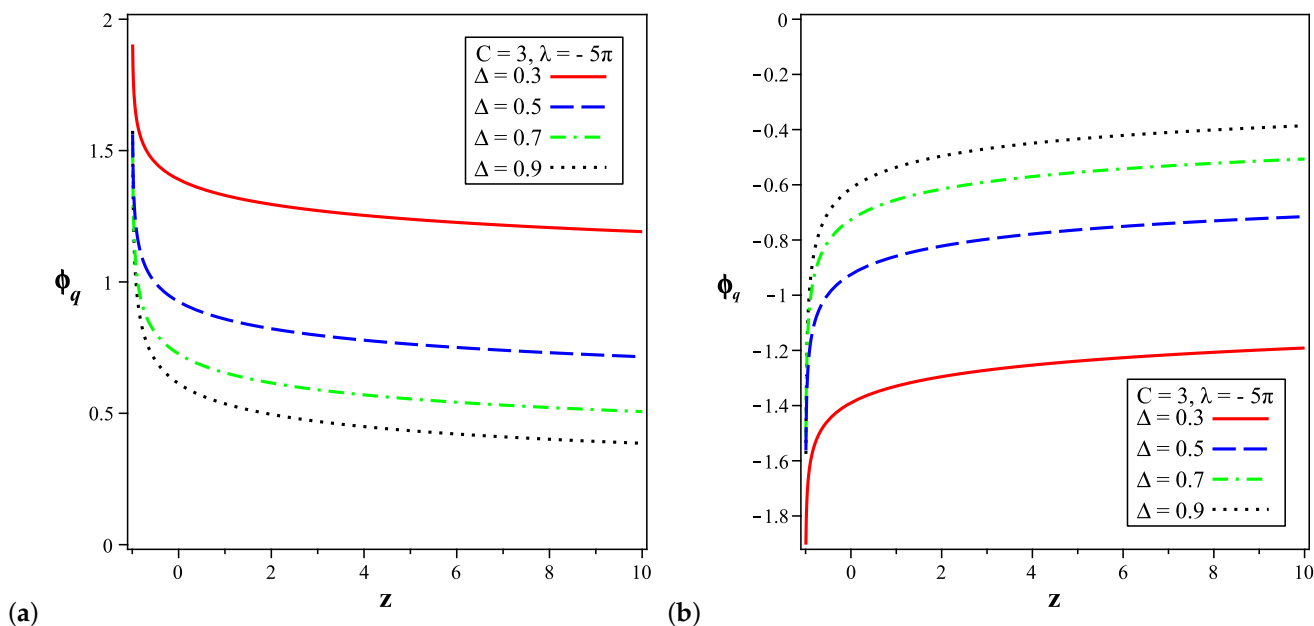 2
1.5
1
0.5
0
ϕq
C = 3, λ = - 5π
Δ = 0.3
Δ = 0.5
Δ = 0.7
Δ = 0.9
0 2 4 6 8 10
z
(a)
0
−0.2
−0.4
−0.6
−0.8
−1
−1.2
−1.4
−1.6
−1.8
ϕq
C = 3, λ = - 5π
Δ = 0.3
Δ = 0.5
Δ = 0.7
Δ = 0.9
0 2 4 6 8 10
z
(b)